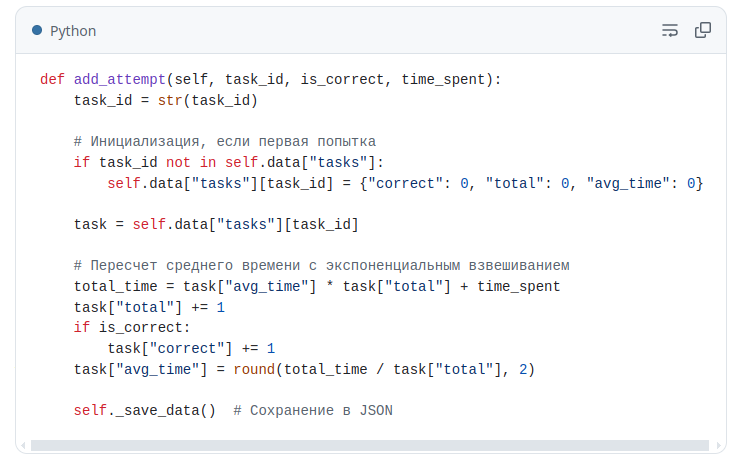 Python
def add_attempt(self, task_id, is_correct, time_spent):
    task_id = str(task_id)

    # Инициализация, если первая попытка
    if task_id not in self.data["tasks"]:
        self.data["tasks"][task_id] = {"correct": 0, "total": 0, "avg_time": 0}

    task = self.data["tasks"][task_id]

    # Пересчет среднего времени с экспоненциальным взвешиванием
    total_time = task["avg_time"] * task["total"] + time_spent
    task["total"] += 1
    if is_correct:
        task["correct"] += 1
    task["avg_time"] = round(total_time / task["total"], 2)

    self._save_data()  # Сохранение в JSON